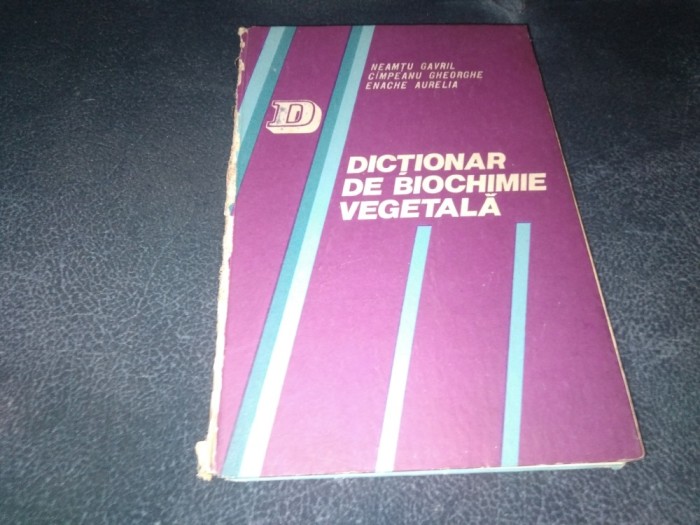 NEAMȚU GAVRIL
CÎMPEANU GHEORGHE
ENACHE AURELIA
D
DICȚIONAR
DE BIOCHIMIE
VEGETALĂ